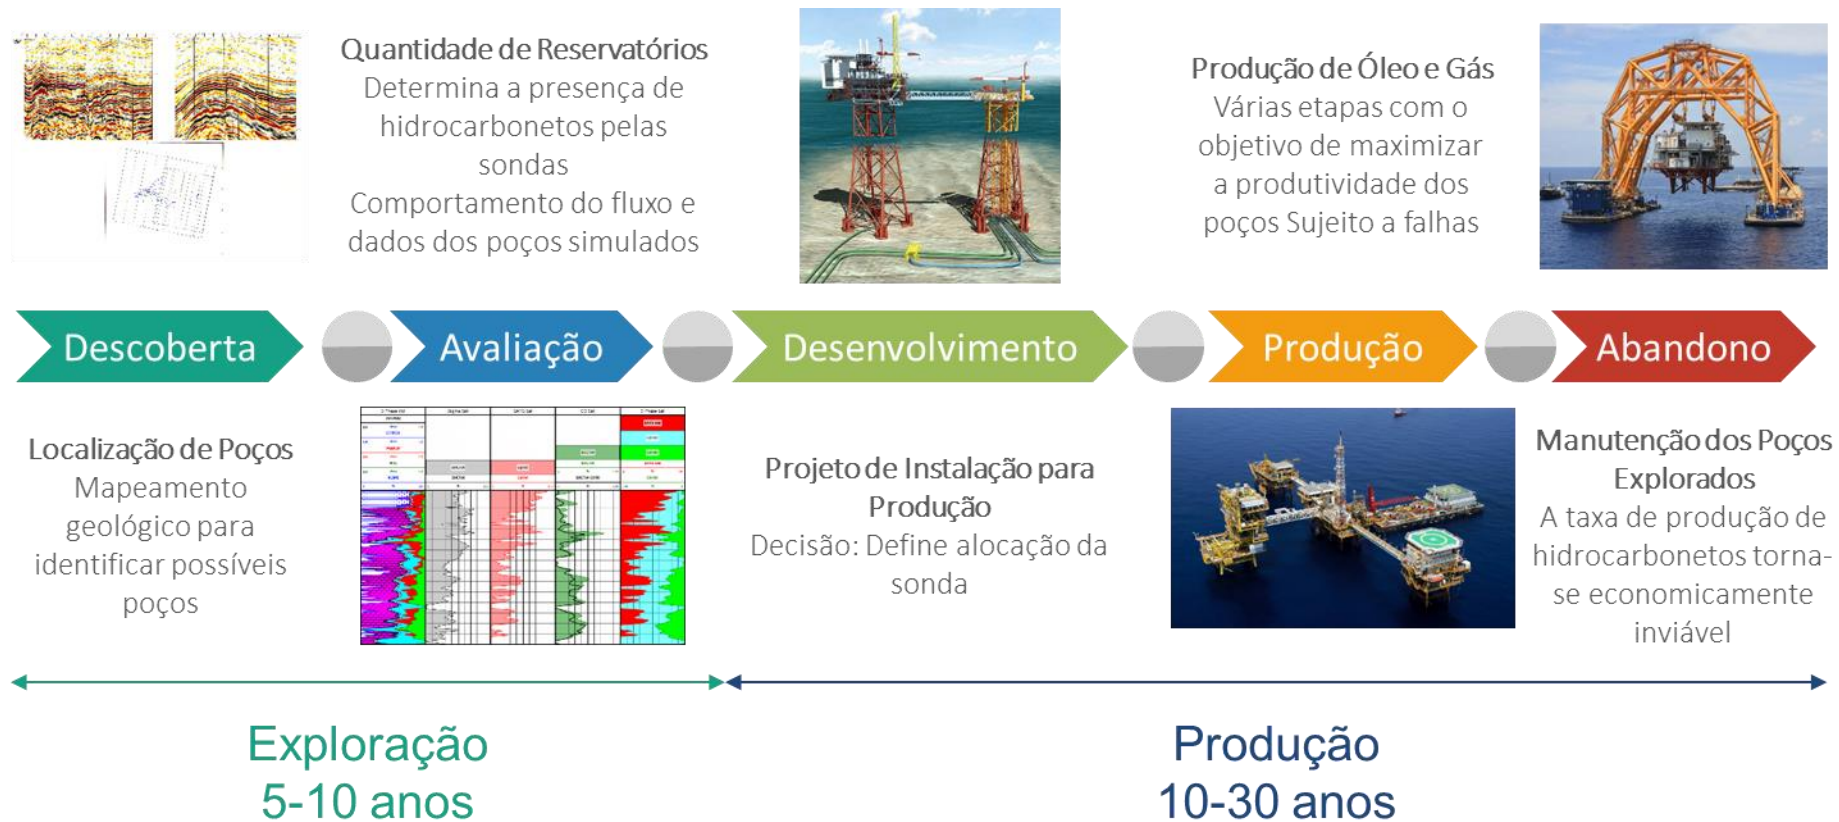 Quantidade de Reservatórios
Determina a presença de
hidrocarbonetos pelas
sondas
Comportamento do fluxo e
dados dos poços simulados
Produção de Óleo e Gás
Várias etapas com o
objetivo de maximizar
a produtividade dos
poços Sujeito a falhas
Descoberta
Avaliação
Desenvolvimento
Produção
Abandono
Localização de Poços
Mapeamento
geológico para
identificar possíveis
poços
Projeto de Instalação para
Produção
Decisão: Define alocação da
sonda
Manutenção dos Poços
Explorados
A taxa de produção de
hidrocarbonetos torna-
se economicamente
inviável
Exploração
5-10 anos
Produção
10-30 anos